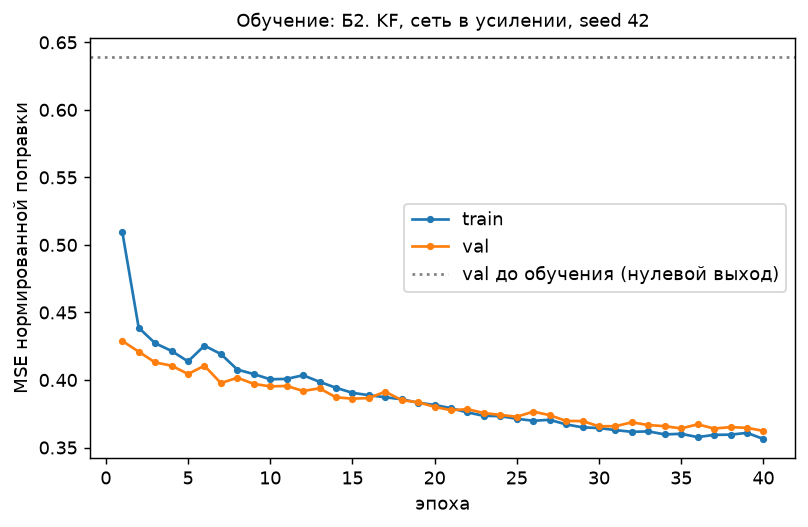 Обучение: Б2. KF, сеть в усилении, seed 42
MSE нормированной поправки
0.65
0.60
0.55
0.50
0.45
0.40
0.35
train
val
val до обучения (нулевой выход)
0
5
10
15
20
25
30
35
40
эпоха